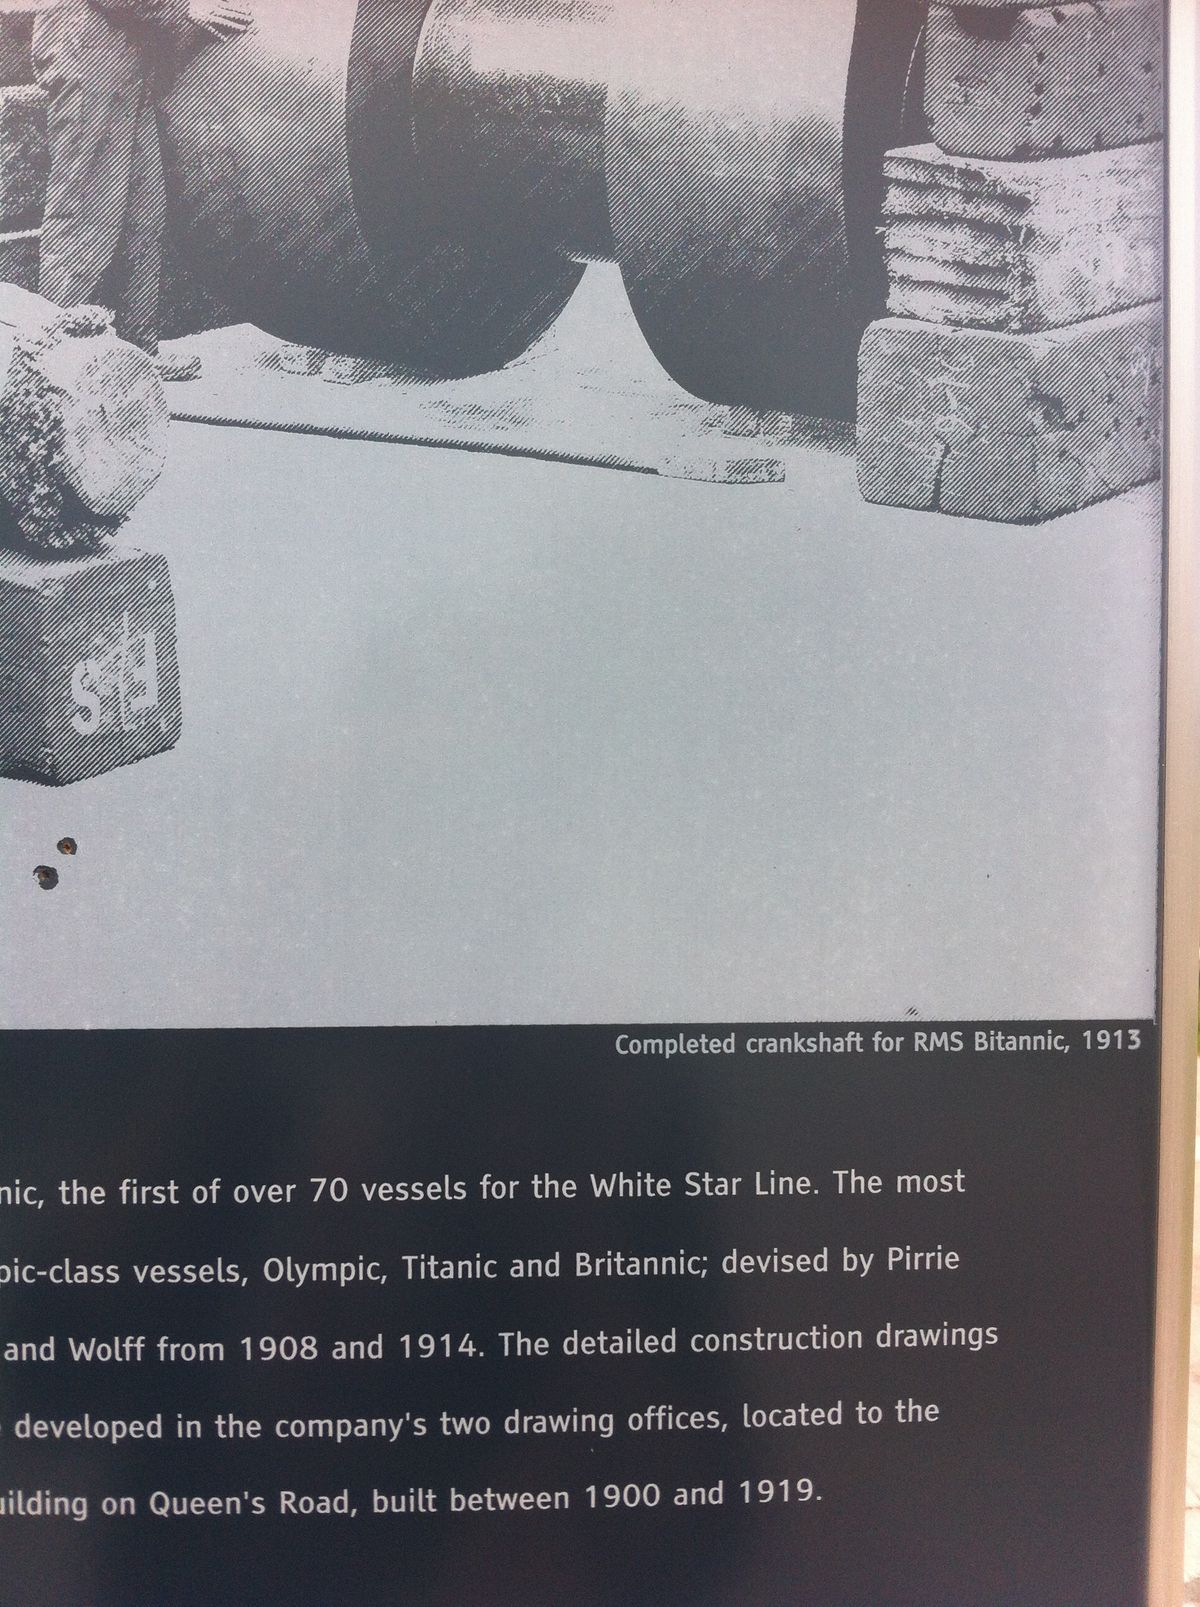 Completed crankshaft for RMS Bitannic, 1913
nic, the first of over 70 vessels for the White Star Line. The most
pic-class vessels, Olympic, Titanic and Britannic; devised by Pirrie
and Wolff from 1908 and 1914. The detailed construction drawings
developed in the company's two drawing offices, located to the
uilding on Queen's Road, built between 1900 and 1919.